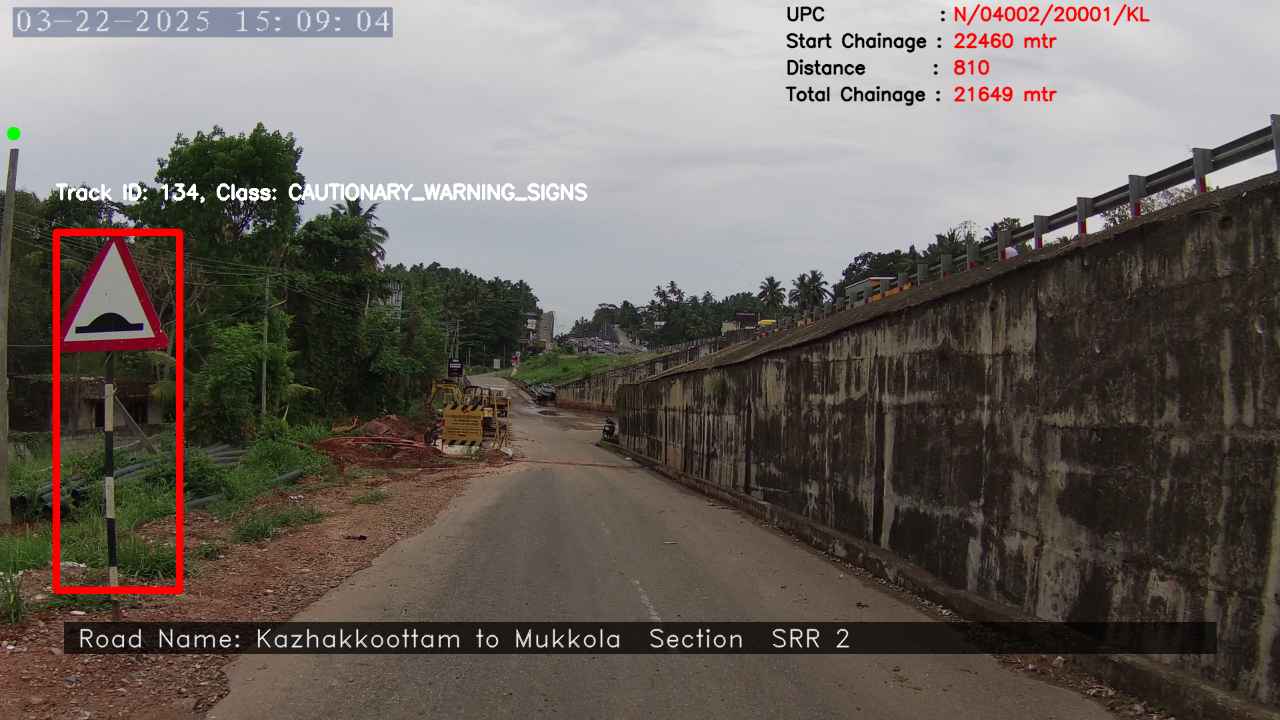 03-22-2025 15:09:04
UPC : N/04002/20001/KL
Start Chainage : 22460 mtr
Distance : 810
Total Chainage : 21649 mtr
Track ID: 134, Class: CAUTIONARY_WARNING_SIGNS
Road Name: Kazhakkoottam to Mukkola Section SRR 2